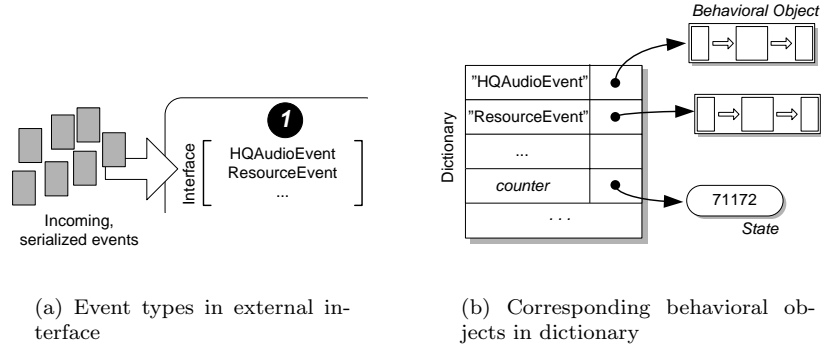 1
Interface
HQAudioEvent
ResourceEvent
...
Incoming,
serialized events
(a) Event types in external in-
terface
Behavioral Object
Dictionary
"HQAudioEvent"
"ResourceEvent"
...
counter
. . .
71172
State
(b) Corresponding behavioral ob-
jects in dictionary